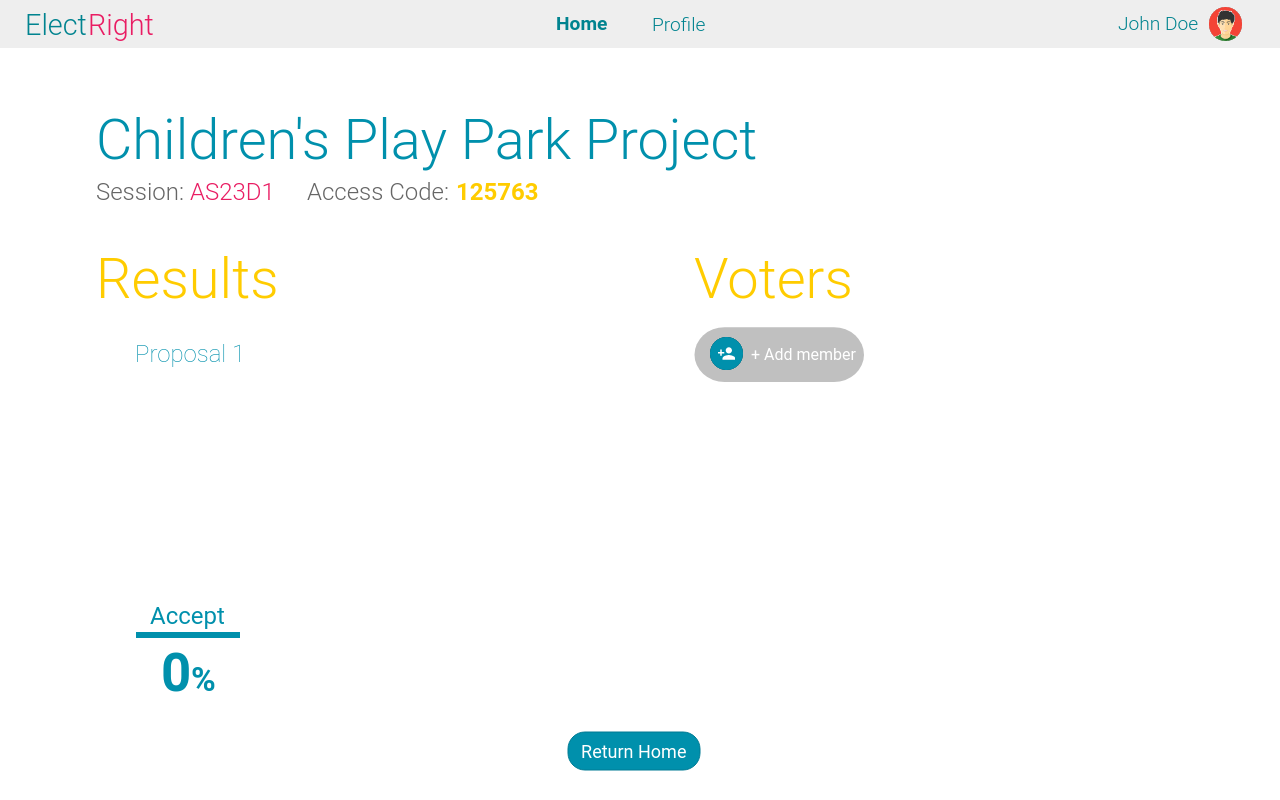 ElectRight Home Profile John Doe
Children's Play Park Project
Session: AS23D1 Access Code: 125763
Results Voters
Proposal 1 + Add member
Accept
0%
Return Home